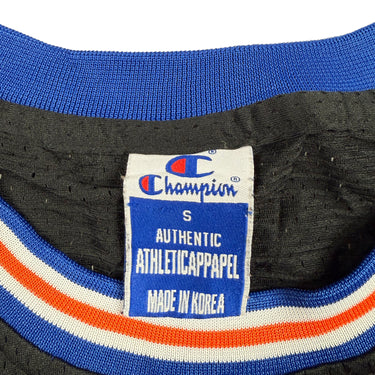 Champion®
S
AUTHENTIC
ATHLETICAPPAPEL
MADE IN KOREA